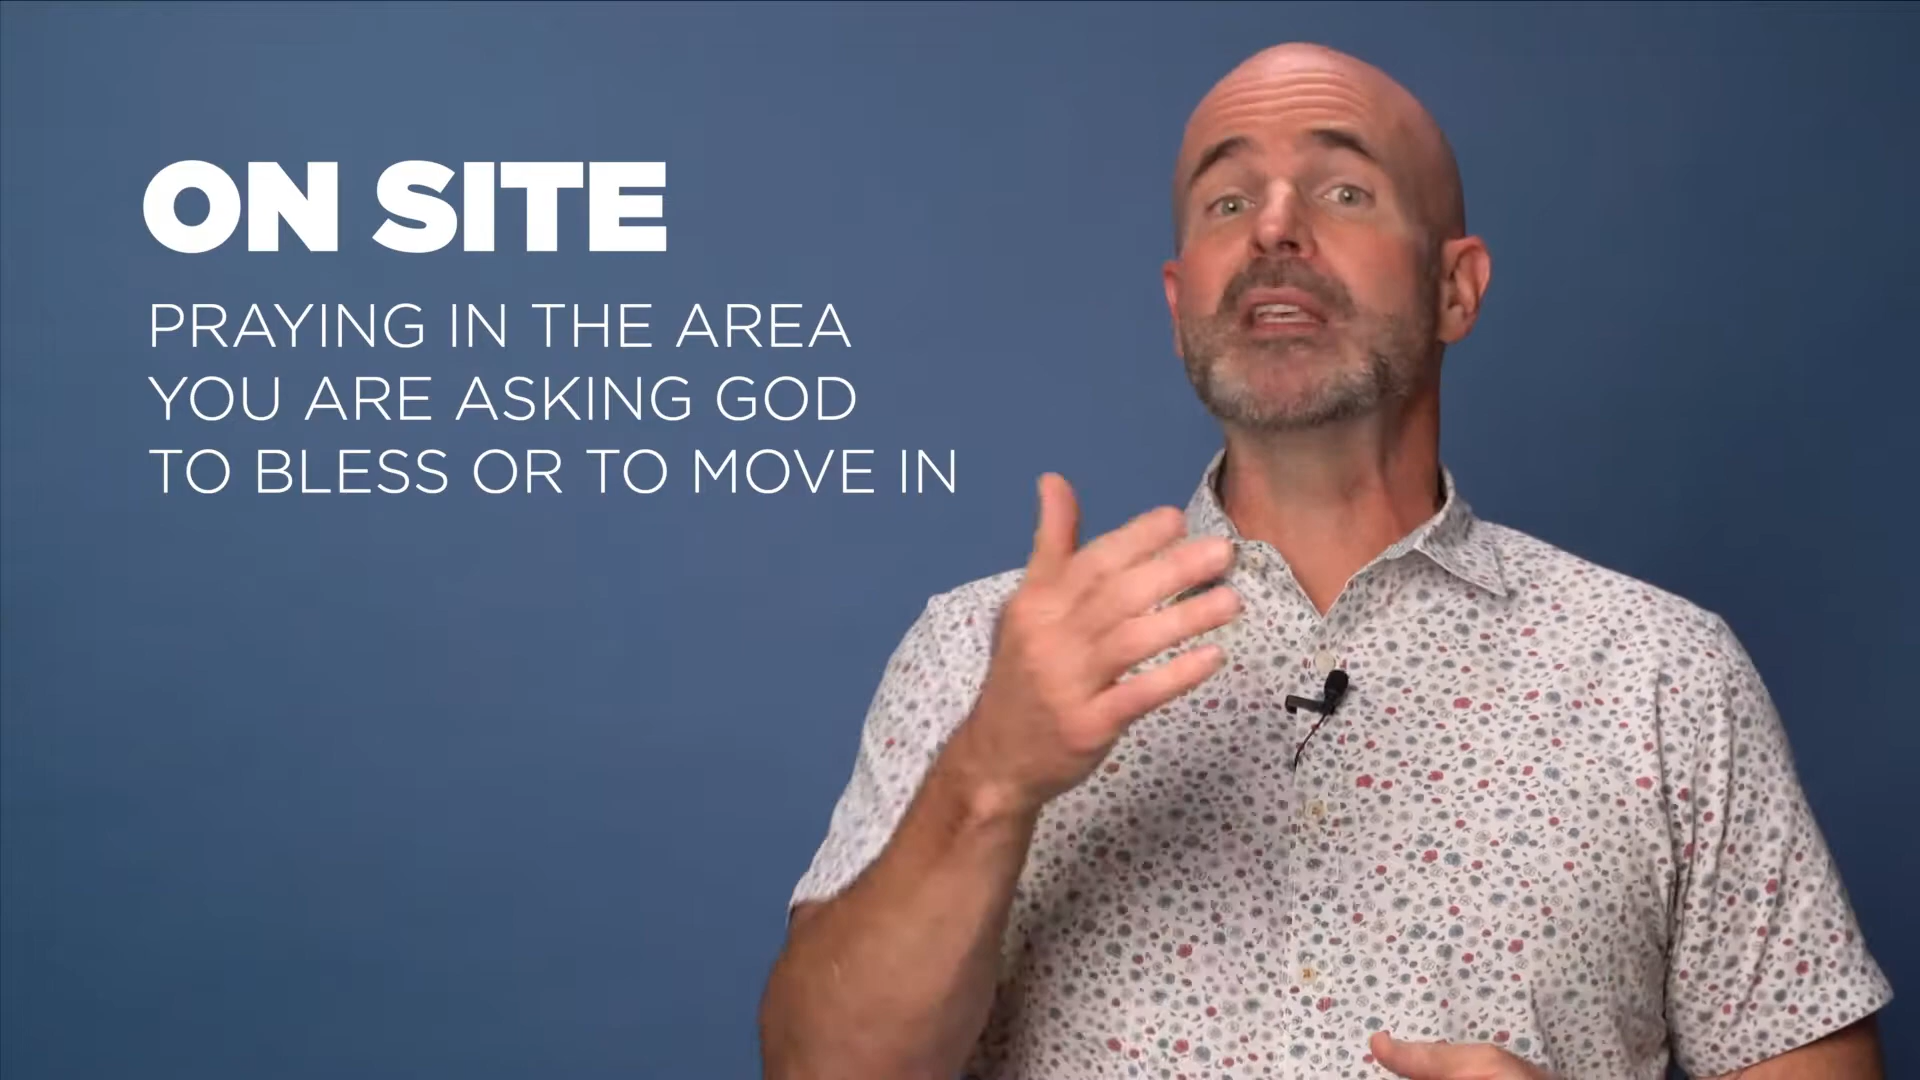 ON SITE
PRAYING IN THE AREA
YOU ARE ASKING GOD
TO BLESS OR TO MOVE IN